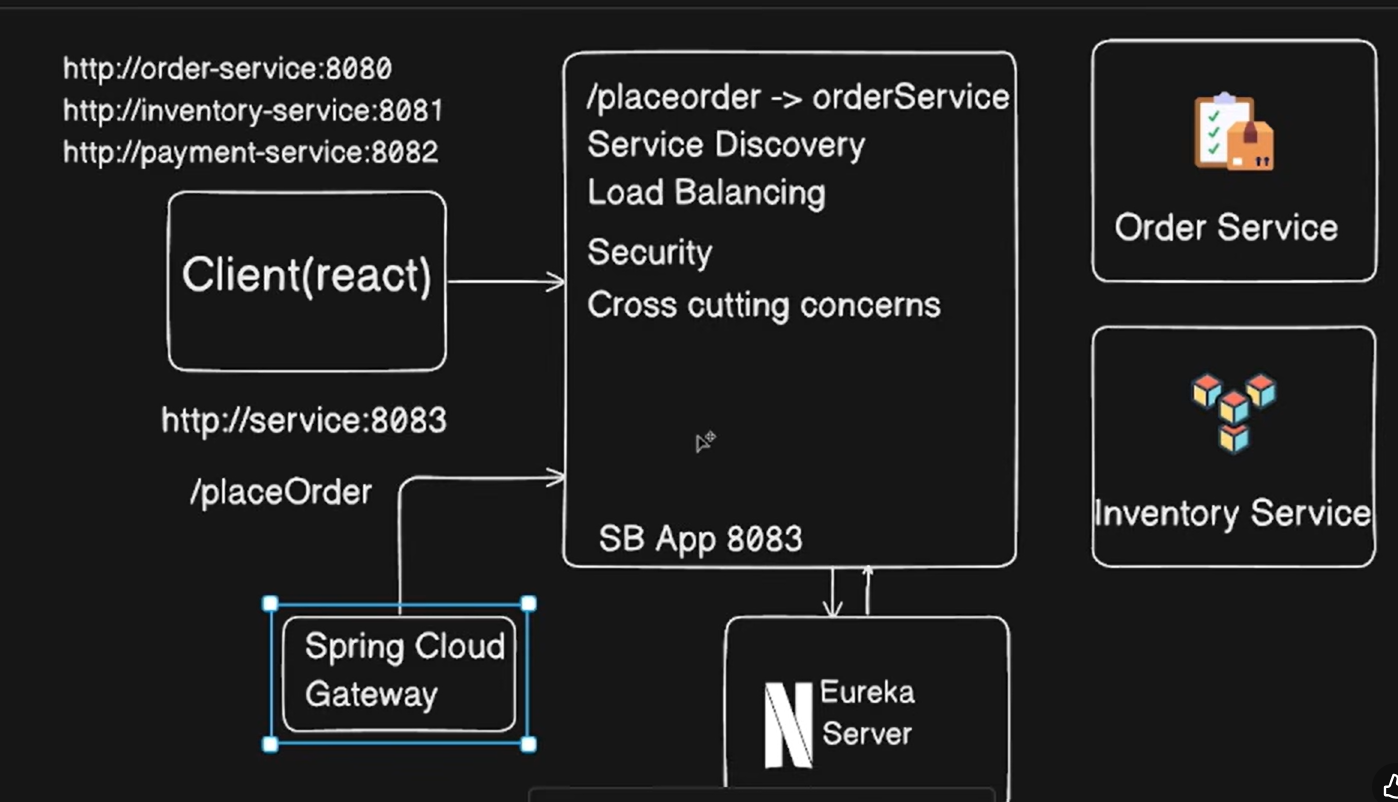 http://order-service:8080
http://inventory-service:8081
http://payment-service:8082
Client(react)
http://service:8083
/placeOrder
Spring Cloud
Gateway
/placeorder -> orderService
Service Discovery
Load Balancing
Security
Cross cutting concerns
SB App 8083
N
Eureka
Server
Order Service
Inventory Service